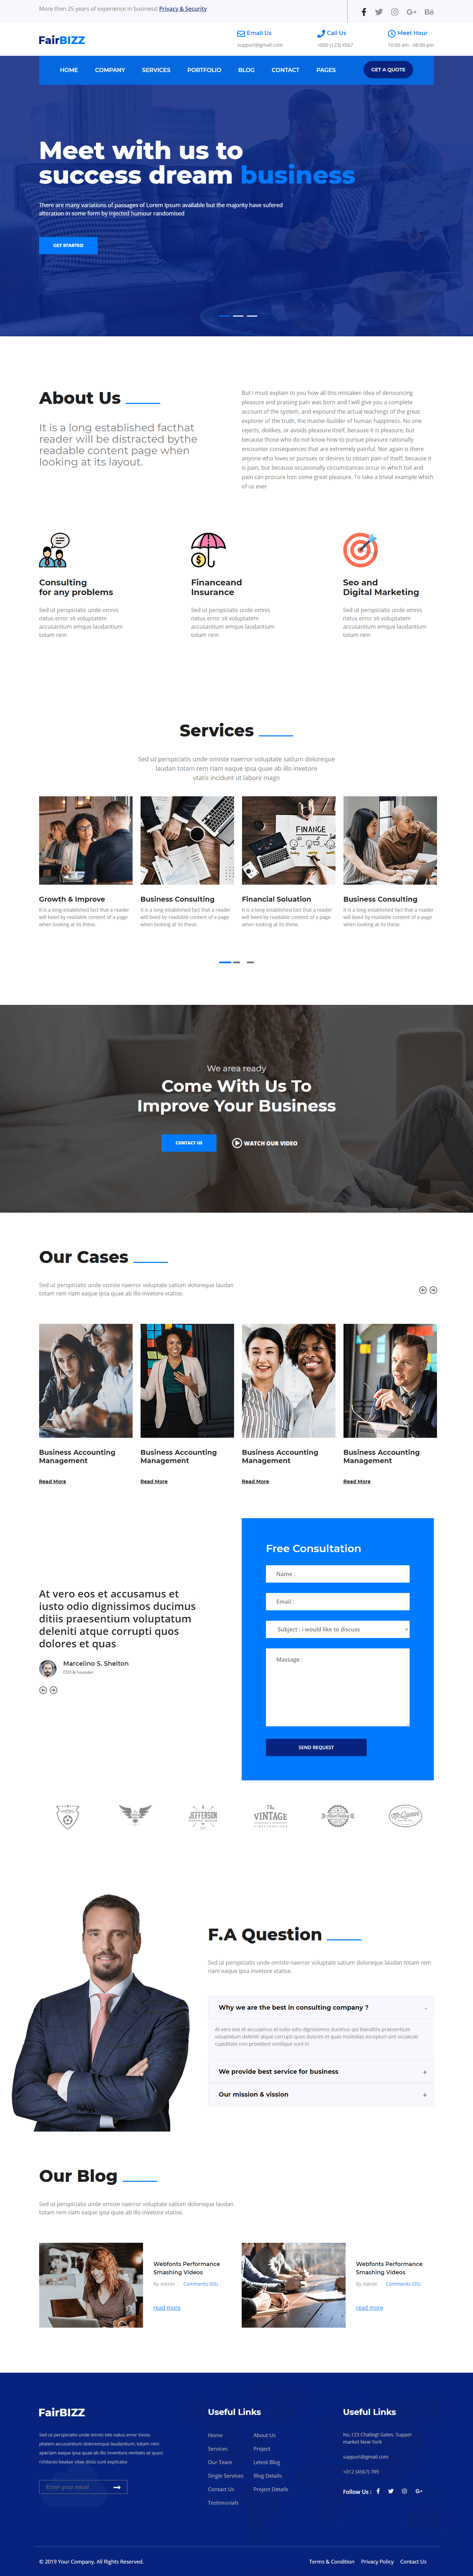 More then 25 years of experience in business! Privacy & Security
FairBIZZ
Email Us
support@gmail.com
Call Us
+000 (123) 4567
Meet Hour
10:00 am - 08:00 pm
HOME COMPANY SERVICES PORTFOLIO BLOG CONTACT PAGES GET A QUOTE
Meet with us to
success dream business
There are many variations of passages of Lorem Ipsum available but the majority have sufered
alteration in some form by injected humour randomised
GET STARTED
About Us
It is a long established facthat
reader will be distracted bythe
readable content page when
looking at its layout.
But I must explain to you how all this mistaken idea of denouncing
pleasure and praising pain was born and I will give you a complete
account of the system, and expound the actual teachings of the great
explorer of the truth, the master-builder of human happiness. No one
rejects, dislikes, or avoids pleasure itself, because it is pleasure, but
because those who do not know how to pursue pleasure rationally
encounter consequences that are extremely painful. Nor again is there
anyone who loves or pursues or desires to obtain pain of itself, because it
is pain, but because occasionally circumstances occur in which toil and
pain can procure him some great pleasure. To take a trivial example which
of us ever
Consulting
for any problems
Sed ut perspiciatis unde omnis
natus error sit voluptatem
accusantium emque laudantium
totam rem
Financeand
Insurance
Sed ut perspiciatis unde omnis
natus error sit voluptatem
accusantium emque laudantium
totam rem
Seo and
Digital Marketing
Sed ut perspiciatis unde omnis
natus error sit voluptatem
accusantium emque laudantium
totam rem
Services
Sed ut perspiciatis unde omiste naerror voluptate satium doloreque
laudan totam rem riam eaque ipsa quae ab illo invetore
vtatis incidunt ut labore magn
FINANCE
Growth & Improve
It is a long established fact that a reader
will beed by readable content of a page
when looking at its these.
Business Consulting
It is a long established fact that a reader
will beed by readable content of a page
when looking at its these.
Financial Soluation
It is a long established fact that a reader
will beed by readable content of a page
when looking at its these.
Business Consulting
It is a long established fact that a reader
will beed by readable content of a page
when looking at its these.
We area ready
Come With Us To
Improve Your Business
CONTACT US
WATCH OUR VIDEO
Our Cases
Sed ut perspiciatis unde omiste naerror voluptate satium doloreque laudan
totam rem riam eaque ipsa quae ab illo invetore vtatise.
Business Accounting
Management
Read More
Business Accounting
Management
Read More
Business Accounting
Management
Read More
Business Accounting
Management
Read More
At vero eos et accusamus et
iusto odio dignissimos ducimus
ditiis praesentium voluptatum
deleniti atque corrupti quos
dolores et quas
Marcelino S. Shelton
CEO & Founder
Free Consultation
Name :
Email :
Subject : i would like to discuss
Massage :
SEND REQUEST
JEFFERSON
The
VINTAGE
McQueen
F.A Question
Sed ut perspiciatis unde omiste naerror voluptate satium doloreque laudan totam rem
riam eaque ipsa invetore vtatise.
Why we are the best in consulting company ? -
At vero eos et accusamus et iusto odio dignissimos ducimus qui blanditiis praesentium
voluptatum deleniti atque corrupti quos dolores et quas molestias excepturi sint occaecati
cupiditate non provident similique sunt in
We provide best service for business +
Our mission & vission +
Our Blog
Sed ut perspiciatis unde omiste naerror voluptate satium doloreque laudan
totam rem riam eaque ipsa quae ab illo invetore vtatise.
Webfonts Performance
Smashing Videos
By Admin Comments (05)
read more
Webfonts Performance
Smashing Videos
By Admin Comments (05)
read more
FairBIZZ
Sed ut perspiciatis unde omnis iste natus error sivolu
ptatem accusantium doloremque laudantium, totam rem
aperiam eaque ipsa quae ab illo inventore veritatis et quasi
rchitecto beatae vitae dicta sunt explicabo
Enter your email
Useful Links
Home
Services
Our Team
Single Services
Contact Us
Testimonials
About Us
Project
Letest Blog
Blog Details
Project Details
Useful Links
No.123 Chalingt Gates, Supper
market New York
support@gmail.com
+012 (4567) 789
Follow Us :
© 2019 Your Company. All Rights Reserved.
Terms & Condition Privacy Policy Contact Us